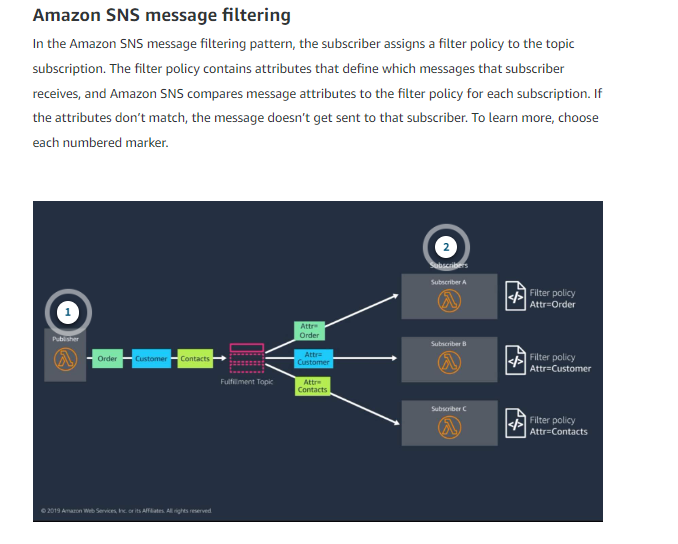 Amazon SNS message filtering
In the Amazon SNS message filtering pattern, the subscriber assigns a filter policy to the topic
subscription. The filter policy contains attributes that define which messages that subscriber
receives, and Amazon SNS compares message attributes to the filter policy for each subscription. If
the attributes don’t match, the message doesn’t get sent to that subscriber. To learn more, choose
each numbered marker.
2
Subscribers
Subscriber A
Filter policy
Attr=Order
1
Publisher
Order
Customer
Contacts
Fulfillment Topic
Attr=
Order
Attr=
Customer
Attr=
Contacts
Subscriber B
Filter policy
Attr=Customer
Subscriber C
Filter policy
Attr=Contacts
© 2019 Amazon Web Services, Inc. or its Affiliates. All rights reserved.